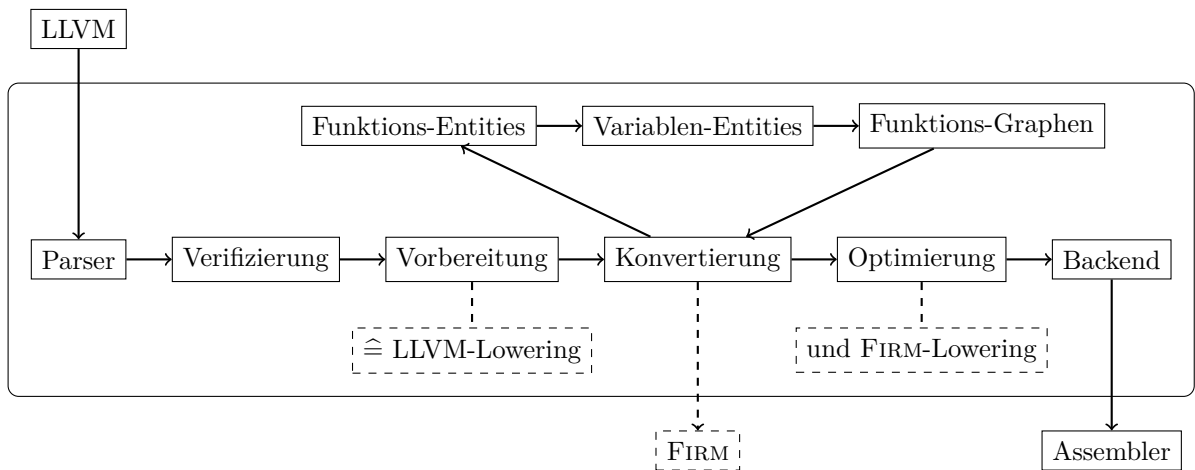 LLVM
Funktions-Entities
Variablen-Entities
Funktions-Graphen
Parser
Verifizierung
Vorbereitung
Konvertierung
Optimierung
Backend
≙ LLVM-Lowering
und FIRM-Lowering
FIRM
Assembler